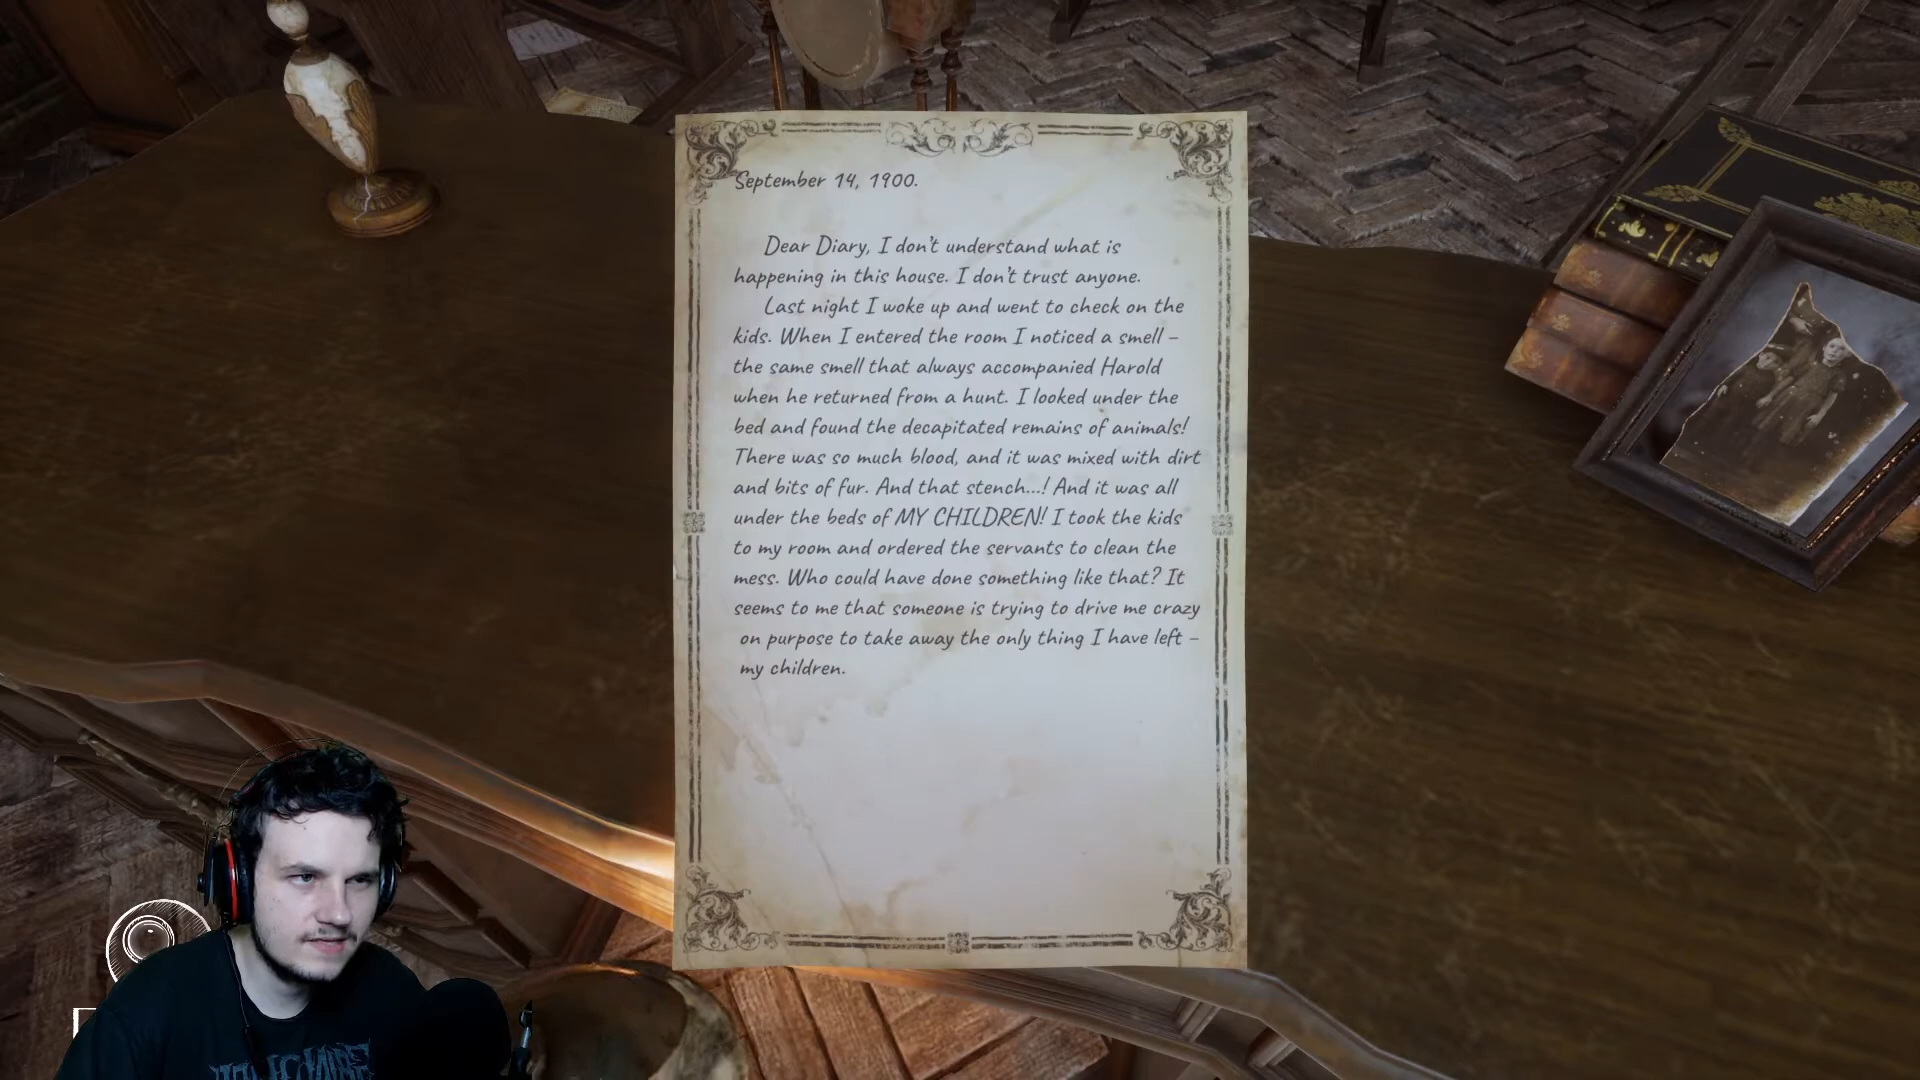 September 14, 1900.
Dear Diary, I don't understand what is
happening in this house. I don't trust anyone.
Last night I woke up and went to check on the
kids. When I entered the room I noticed a smell –
the same smell that always accompanied Harold
when he returned from a hunt. I looked under the
bed and found the decapitated remains of animals!
There was so much blood, and it was mixed with dirt
and bits of fur. And that stench...! And it was all
under the beds of MY CHILDREN! I took the kids
to my room and ordered the servants to clean the
mess. Who could have done something like that? It
seems to me that someone is trying to drive me crazy
on purpose to take away the only thing I have left –
my children.